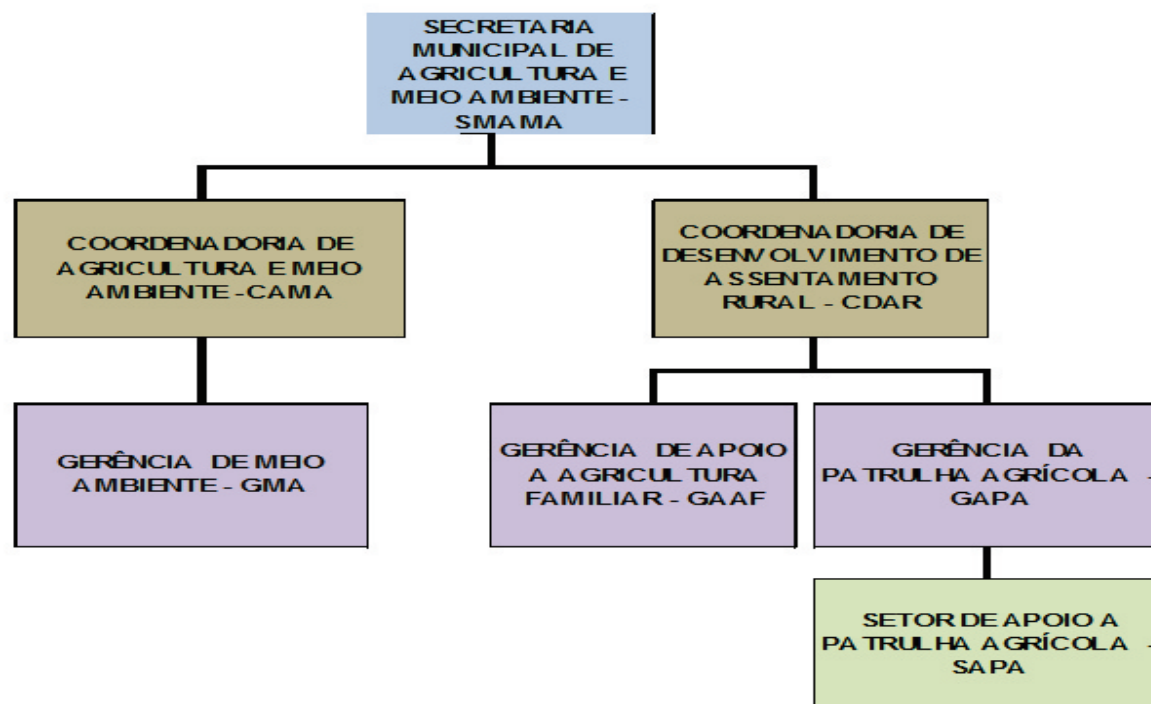 SECRETARIA
MUNICIPAL DE
AGRICULTURA E
MEIO AMBIENTE -
SMAMA
COORDENADORIA DE
AGRICULTURA E MEIO
AMBIENTE -CAMA
COORDENADORIA DE
DESENVOLVIMENTO DE
ASSENTAMENTO
RURAL - CDAR
GERÊNCIA DE MEIO
AMBIENTE - GMA
GERÊNCIA DE APOIO
A AGRICULTURA
FAMILIAR - GAAF
GERÊNCIA DA
PATRULHA AGRÍCOLA -
GAPA
SETOR DE APOIO A
PATRULHA AGRÍCOLA -
SAPA